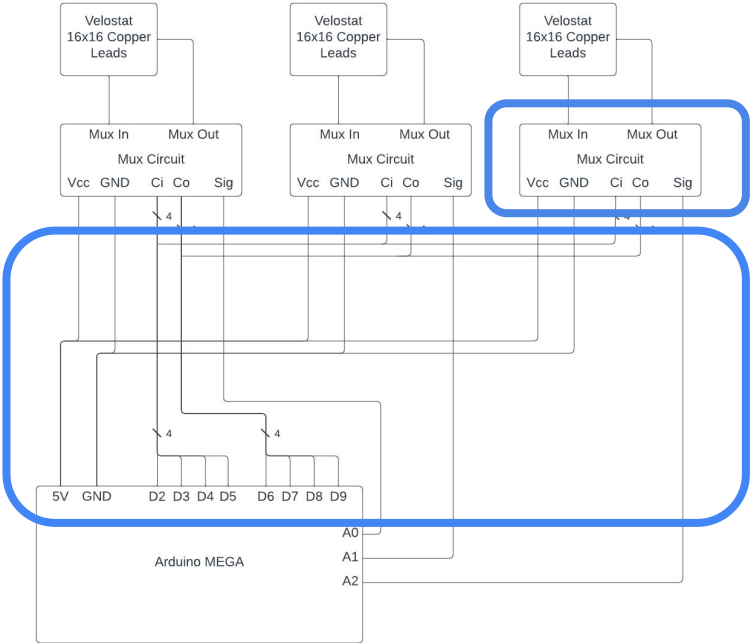 Velostat
16x16 Copper
Leads
Velostat
16x16 Copper
Leads
Velostat
16x16 Copper
Leads
Mux In Mux Out
Mux Circuit
Vcc GND Ci Co Sig
Mux In Mux Out
Mux Circuit
Vcc GND Ci Co Sig
Mux In Mux Out
Mux Circuit
Vcc GND Ci Co Sig
4
4
4
4
4
5V GND D2 D3 D4 D5 D6 D7 D8 D9
A0
A1
A2
Arduino MEGA